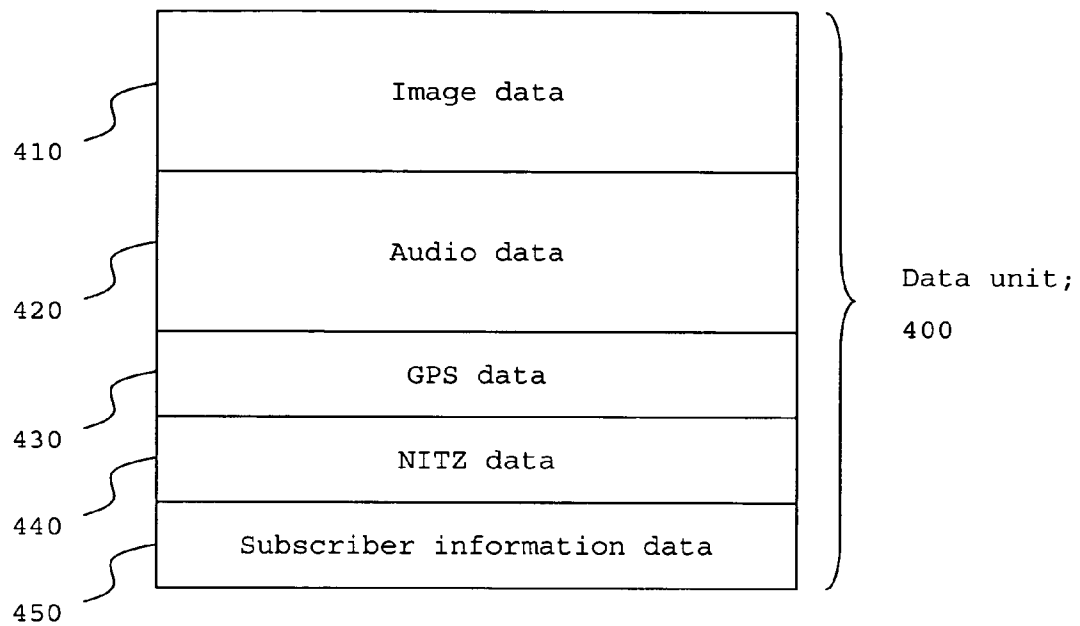 Image data
410
Audio data
420
Data unit;
400
GPS data
430
NITZ data
440
Subscriber information data
450